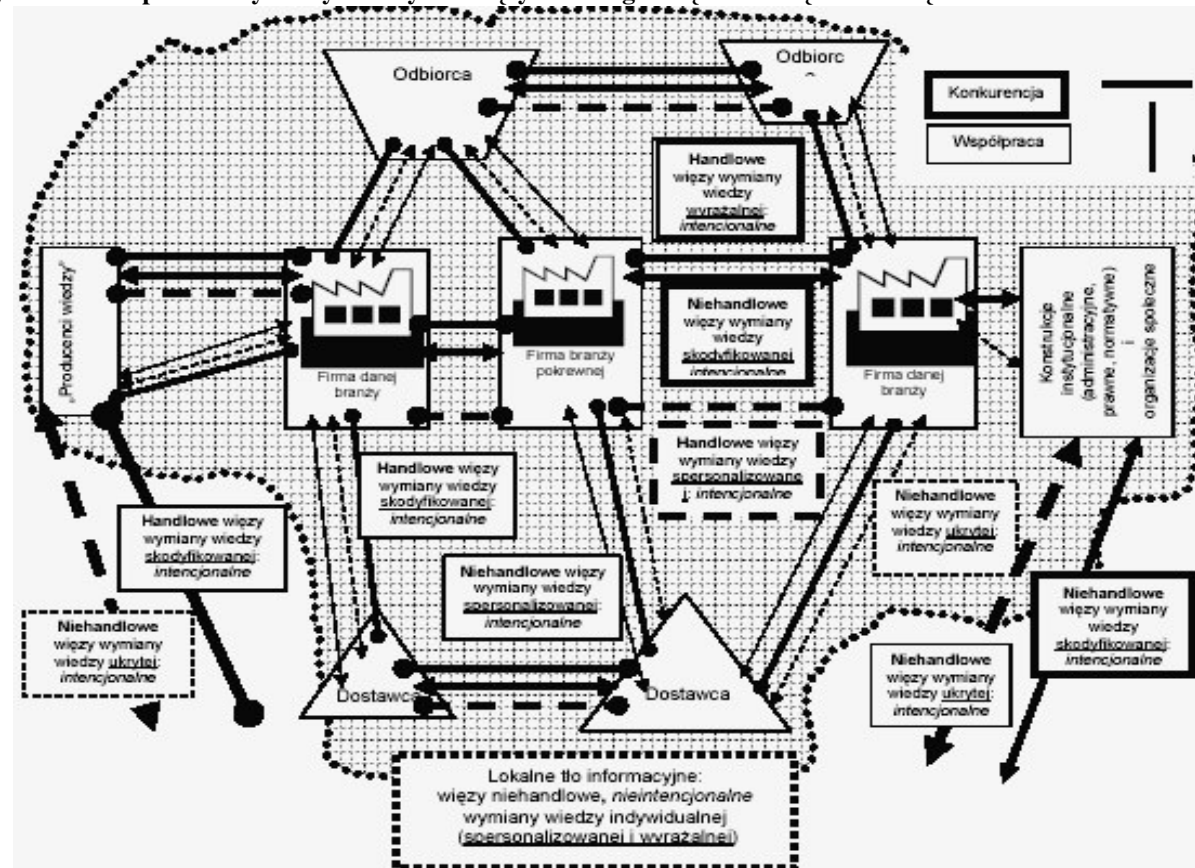 Odbiorca
Odbiorc
Konkurencja
Współpraca
Handlowe
więzy wymiany
wiedzy
wyrażalnej:
intencjonalne
„Producenci wiedzy”
Firma danej
branży
Firma branży
pokrewnej
Niehandlowe
więzy wymiany
wiedzy
skodyfikowanej
intencjonalne
Firma danej
branży
Konstrukcje
instytucjonalne
(administracyjne,
prawne, normatywne)
i
organizacje społeczne
Handlowe więzy
wymiany wiedzy
spersonalizowane
j: intencjonalne
Handlowe więzy
wymiany wiedzy
skodyfikowanej:
intencjonalne
Niehandlowe
więzy wymiany
wiedzy ukrytej:
intencjonalne
Handlowe więzy
wymiany wiedzy
skodyfikowanej:
intencjonalne
Niehandlowe więzy
wymiany wiedzy
spersonalizowanej:
intencjonalne
Niehandlowe
więzy wymiany
wiedzy
skodyfikowanej:
intencjonalne
Niehandlowe
więzy wymiany
wiedzy ukrytej:
intencjonalne
Niehandlowe
więzy wymiany
wiedzy ukrytej:
intencjonalne
Dostawca
Dostawca
Lokalne tło informacyjne:
więzy niehandlowe, nieintencjonalne
wymiany wiedzy indywidualnej
(spersonalizowanej i wyrażalnej)